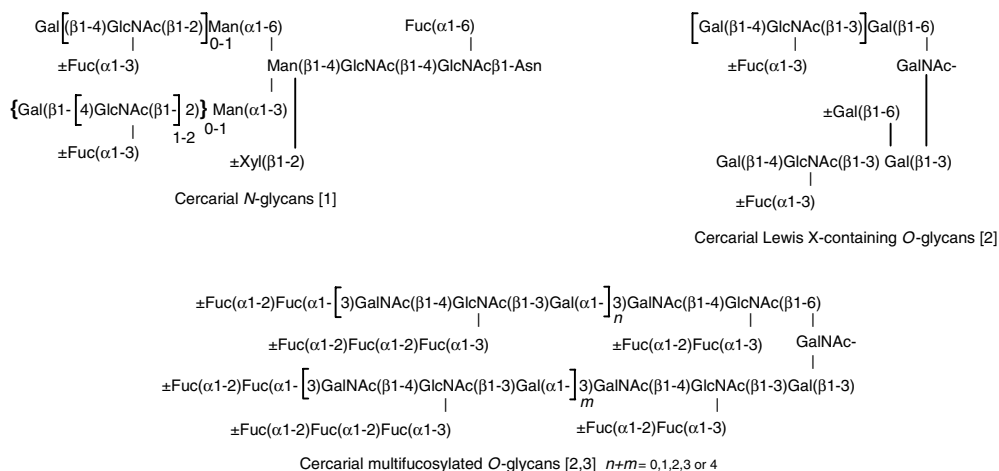 Gal[(β1-4)GlcNAc(β1-2)]0-1Man(α1-6) Fuc(α1-6)
±Fuc(α1-3) Man(β1-4)GlcNAc(β1-4)GlcNAcβ1-Asn
{Gal(β1-[4)GlcNAc(β1-]1-2 2)}0-1 Man(α1-3)
±Fuc(α1-3)
±Xyl(β1-2)
Cercarial N-glycans [1]
[Gal(β1-4)GlcNAc(β1-3)]Gal(β1-6)
±Fuc(α1-3) GalNAc-
±Gal(β1-6)
Gal(β1-4)GlcNAc(β1-3) Gal(β1-3)
±Fuc(α1-3)
Cercarial Lewis X-containing O-glycans [2]
±Fuc(α1-2)Fuc(α1-[3)GalNAc(β1-4)GlcNAc(β1-3)Gal(α1-]n3)GalNAc(β1-4)GlcNAc(β1-6)
±Fuc(α1-2)Fuc(α1-2)Fuc(α1-3) ±Fuc(α1-2)Fuc(α1-3) GalNAc-
±Fuc(α1-2)Fuc(α1-[3)GalNAc(β1-4)GlcNAc(β1-3)Gal(α1-]m3)GalNAc(β1-4)GlcNAc(β1-3)Gal(β1-3)
±Fuc(α1-2)Fuc(α1-2)Fuc(α1-3) ±Fuc(α1-2)Fuc(α1-3)
Cercarial multifucosylated O-glycans [2,3] n+m= 0,1,2,3 or 4